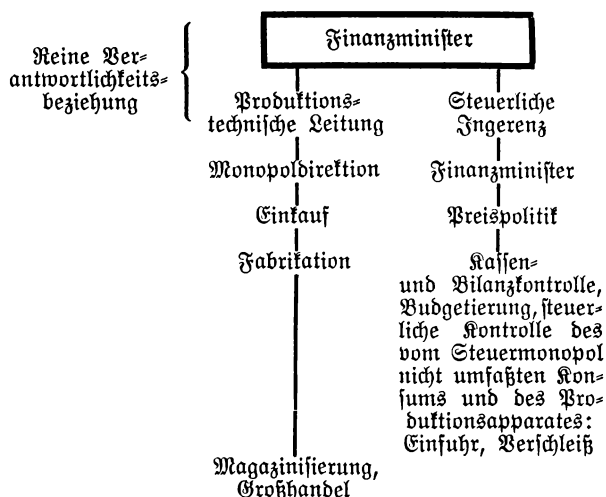 Finanzminister
Reine Ver=
antwortlichkeits=
beziehung
Produktions=
technische Leitung
Monopoldirektion
Einkauf
Fabrikation
Magazinisierung,
Großhandel
Steuerliche
Ingerenz
Finanzminister
Preispolitik
Kassen=
und Bilanzkontrolle,
Budgetierung, steuer=
liche Kontrolle des
vom Steuermonopol
nicht umfaßten Kon=
sums und des Pro=
duktionsapparates:
Einfuhr, Verschleiß